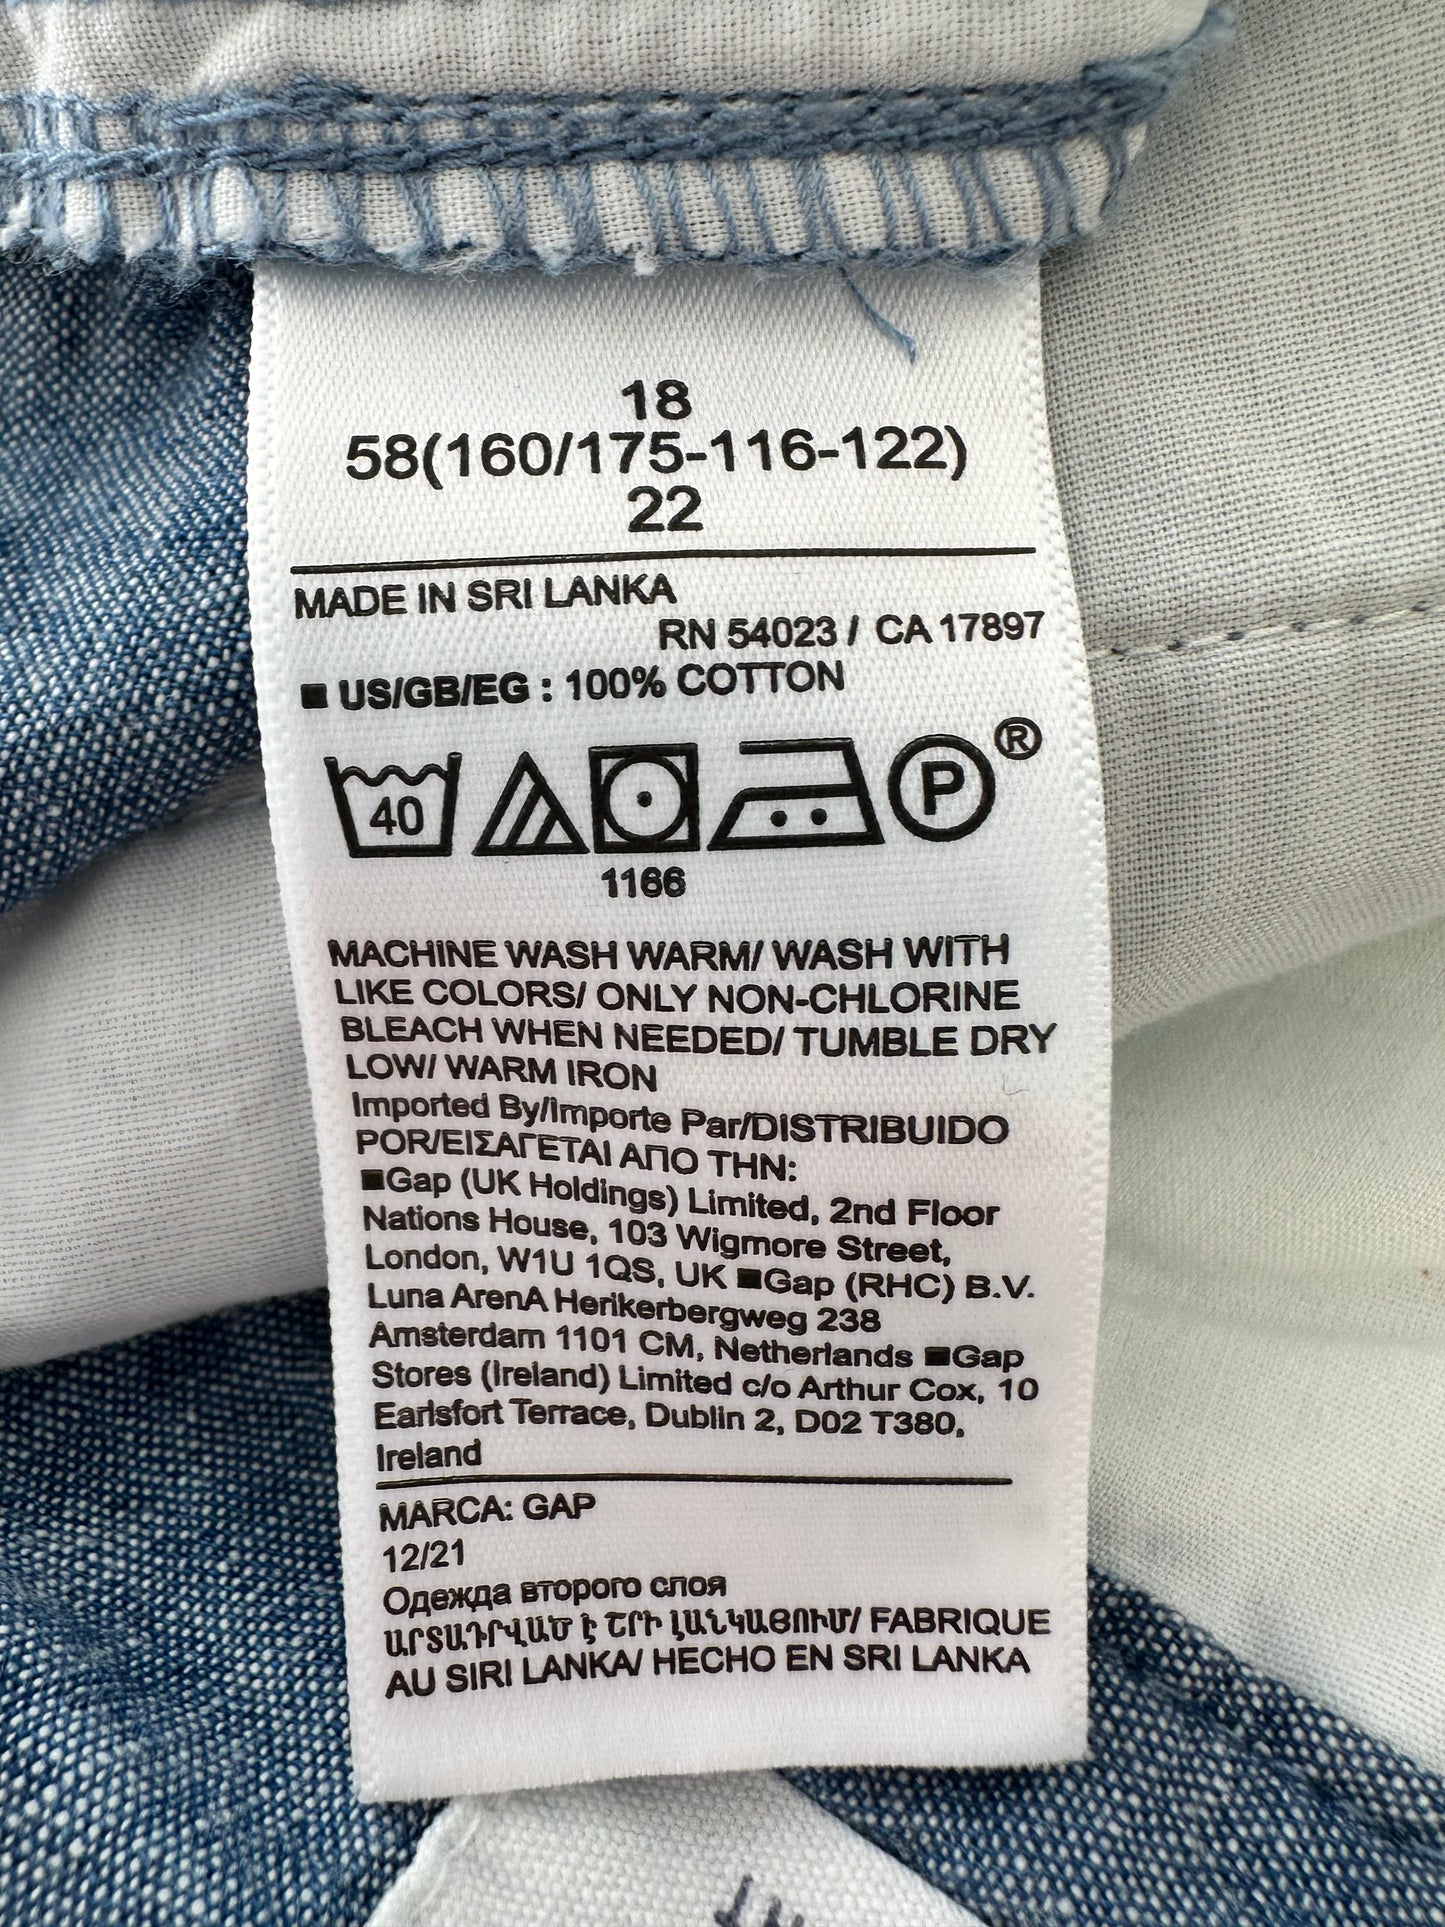 18
58(160/175-116-122)
22
MADE IN SRI LANKA
RN 54023 / CA 17897
■ US/GB/EG : 100% COTTON
40
P
®
1166
MACHINE WASH WARM/ WASH WITH
LIKE COLORS/ ONLY NON-CHLORINE
BLEACH WHEN NEEDED/ TUMBLE DRY
LOW/ WARM IRON
Imported By/Importe Par/DISTRIBUIDO
POR/ΕΙΣΑΓΕΤΑΙ ΑΠΟ ΤΗΝ:
■Gap (UK Holdings) Limited, 2nd Floor
Nations House, 103 Wigmore Street,
London, W1U 1QS, UK ■Gap (RHC) B.V.
Luna ArenA Herikerbergweg 238
Amsterdam 1101 CM, Netherlands ■Gap
Stores (Ireland) Limited c/o Arthur Cox, 10
Earlsfort Terrace, Dublin 2, D02 T380,
Ireland
MARCA: GAP
12/21
Одежда второго слоя
ԱՐՏԱԴՐՎԱԾ Է ՇՐԻ ԼԱՆԿԱՅՈՒՄ/ FABRIQUE
AU SIRI LANKA/ HECHO EN SRI LANKA